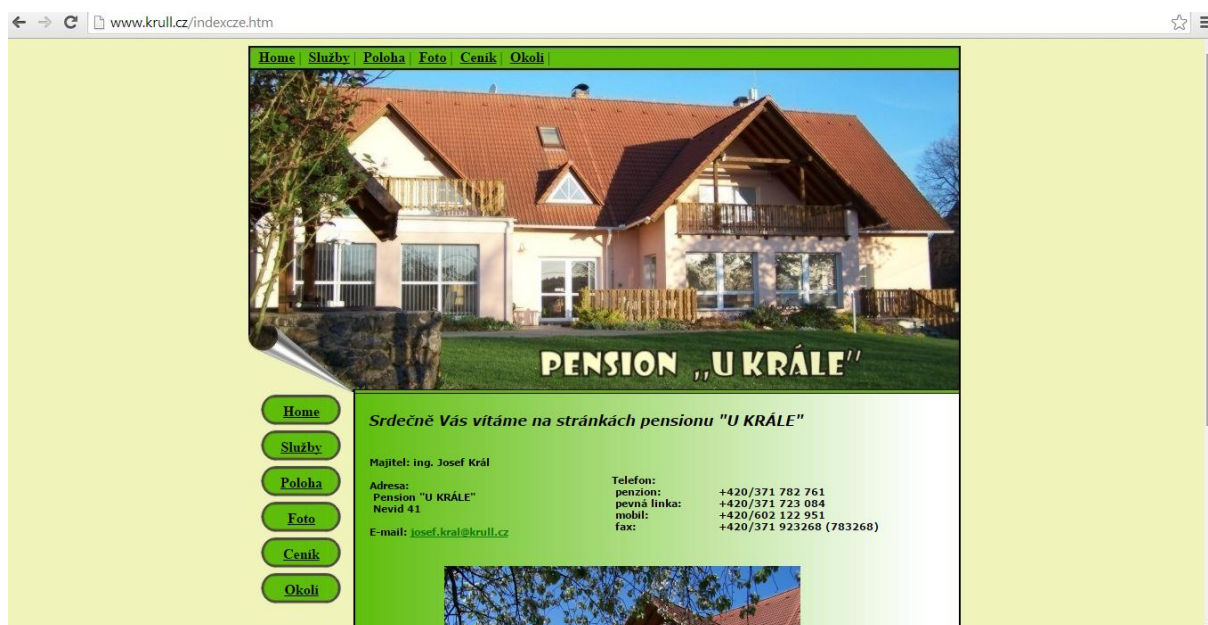 www.krull.cz/indexcze.htm
Home | Služby | Poloha | Foto | Ceník | Okolí |
PENSION „U KRÁLE"
Home
Služby
Poloha
Foto
Ceník
Okolí
Srdečně Vás vítáme na stránkách pensionu "U KRÁLE"
Majitel: ing. Josef Král
Adresa:
Pension "U KRÁLE"
Nevid 41
E-mail: josef.kral@krull.cz
Telefon:
penzion: +420/371 782 761
pevná linka: +420/371 723 084
mobil: +420/602 122 951
fax: +420/371 923268 (783268)